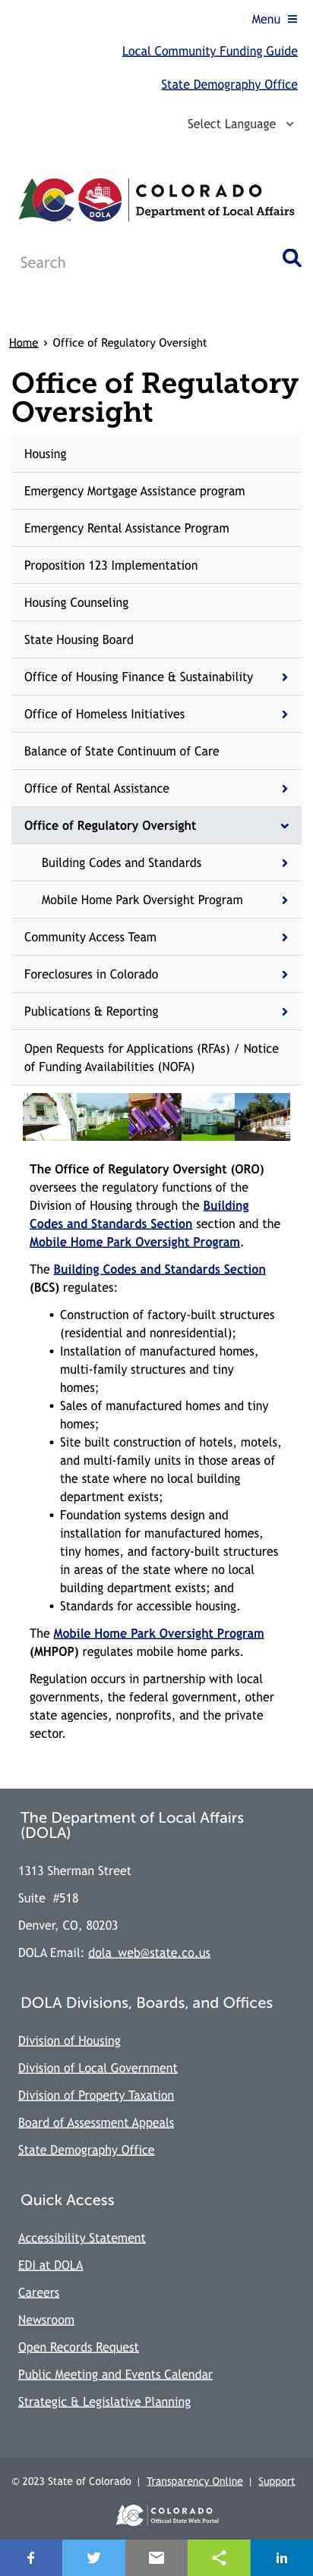 Menu
Local Community Funding Guide
State Demography Office
Select Language
DOLA
COLORADO
Department of Local Affairs
Search
Home › Office of Regulatory Oversight
Office of Regulatory
Oversight
Housing
Emergency Mortgage Assistance program
Emergency Rental Assistance Program
Proposition 123 Implementation
Housing Counseling
State Housing Board
Office of Housing Finance & Sustainability
Office of Homeless Initiatives
Balance of State Continuum of Care
Office of Rental Assistance
Office of Regulatory Oversight
Building Codes and Standards
Mobile Home Park Oversight Program
Community Access Team
Foreclosures in Colorado
Publications & Reporting
Open Requests for Applications (RFAs) / Notice
of Funding Availabilities (NOFA)
The Office of Regulatory Oversight (ORO)
oversees the regulatory functions of the
Division of Housing through the Building
Codes and Standards Section section and the
Mobile Home Park Oversight Program.
The Building Codes and Standards Section
(BCS) regulates:
• Construction of factory-built structures
(residential and nonresidential);
• Installation of manufactured homes,
multi-family structures and tiny
homes;
• Sales of manufactured homes and tiny
homes;
• Site built construction of hotels, motels,
and multi-family units in those areas of
the state where no local building
department exists;
• Foundation systems design and
installation for manufactured homes,
tiny homes, and factory-built structures
in areas of the state where no local
building department exists; and
• Standards for accessible housing.
The Mobile Home Park Oversight Program
(MHPOP) regulates mobile home parks.
Regulation occurs in partnership with local
governments, the federal government, other
state agencies, nonprofits, and the private
sector.
The Department of Local Affairs
(DOLA)
1313 Sherman Street
Suite #518
Denver, CO, 80203
DOLA Email: dola_web@state.co.us
DOLA Divisions, Boards, and Offices
Division of Housing
Division of Local Government
Division of Property Taxation
Board of Assessment Appeals
State Demography Office
Quick Access
Accessibility Statement
EDI at DOLA
Careers
Newsroom
Open Records Request
Public Meeting and Events Calendar
Strategic & Legislative Planning
© 2023 State of Colorado | Transparency Online | Support
COLORADO
Official State Web Portal